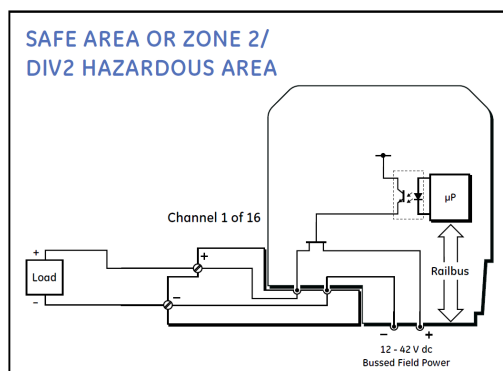 SAFE AREA OR ZONE 2/
DIV2 HAZARDOUS AREA
µP
Channel 1 of 16
+
+
Load
Railbus
–
–
–
+
12 - 42 V dc
Bussed Field Power